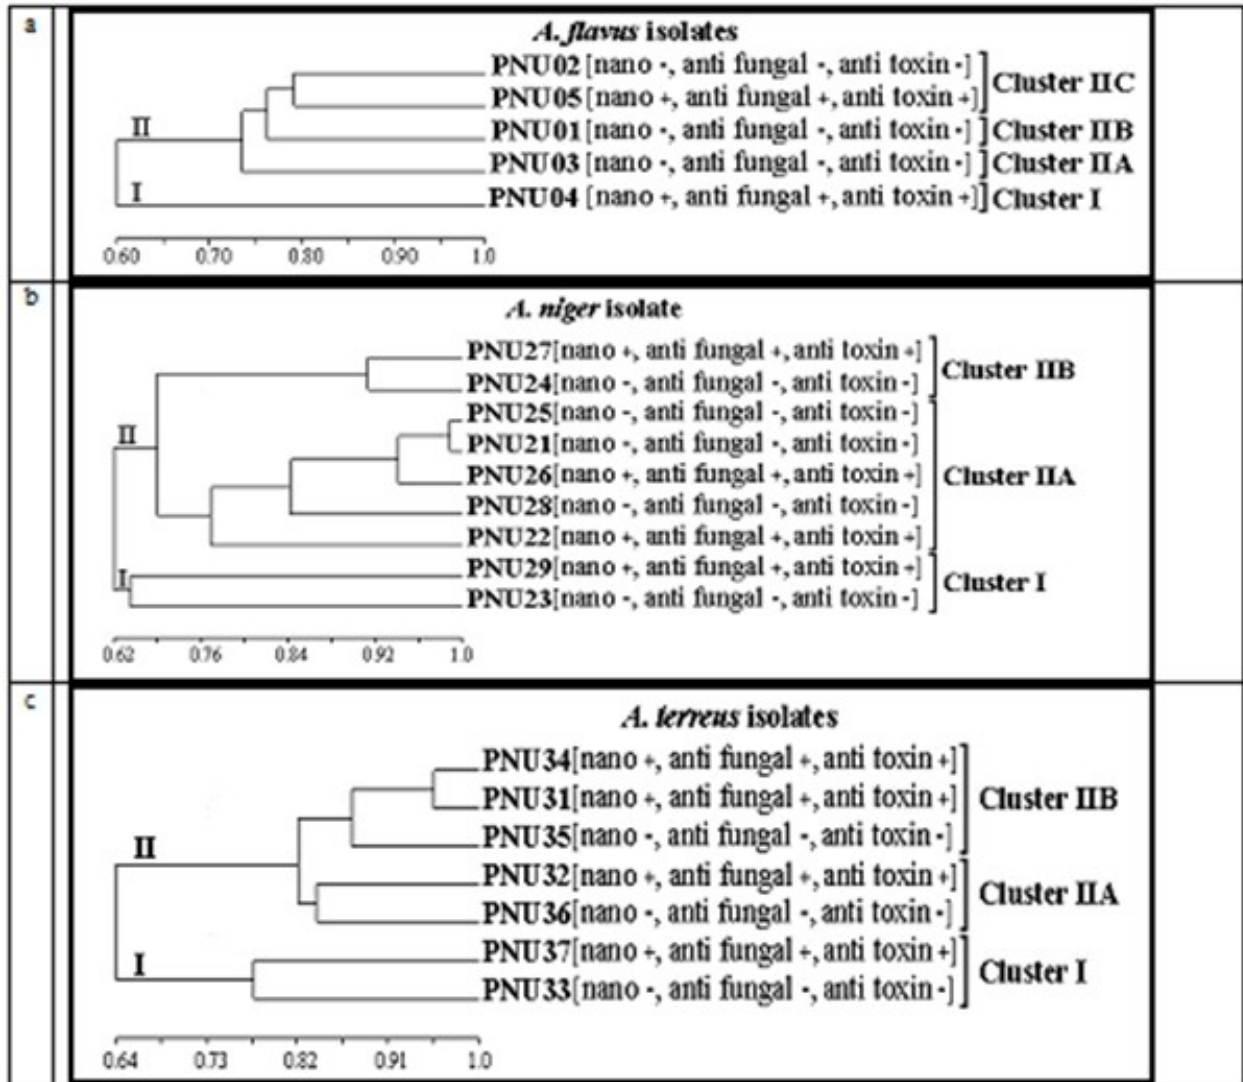 a
A. flavus isolates
PNU02 [nano -, anti fungal -, anti toxin -]
PNU05 [nano +, anti fungal +, anti toxin +]
Cluster IIC
PNU01 [nano -, anti fungal -, anti toxin -] Cluster IIB
PNU03 [nano -, anti fungal -, anti toxin -] Cluster IIA
PNU04 [nano +, anti fungal +, anti toxin +] Cluster I
II
I
0.60 0.70 0.80 0.90 1.0
b
A. niger isolate
PNU27[nano +, anti fungal +, anti toxin +]
PNU24[nano -, anti fungal -, anti toxin -]
Cluster IIB
PNU25[nano -, anti fungal -, anti toxin -]
PNU21[nano -, anti fungal -, anti toxin -]
PNU26[nano +, anti fungal +, anti toxin +]
PNU28[nano -, anti fungal -, anti toxin -]
PNU22[nano +, anti fungal +, anti toxin +]
Cluster IIA
PNU29[nano +, anti fungal +, anti toxin +]
PNU23[nano -, anti fungal -, anti toxin -]
Cluster I
II
I
0.62 0.76 0.84 0.92 1.0
c
A. terreus isolates
PNU34[nano +, anti fungal +, anti toxin +]
PNU31[nano +, anti fungal +, anti toxin +]
PNU35[nano -, anti fungal -, anti toxin -]
Cluster IIB
PNU32[nano +, anti fungal +, anti toxin +]
PNU36[nano -, anti fungal -, anti toxin -]
Cluster IIA
PNU37[nano +, anti fungal +, anti toxin +]
PNU33[nano -, anti fungal -, anti toxin -]
Cluster I
II
I
0.64 0.73 0.82 0.91 1.0